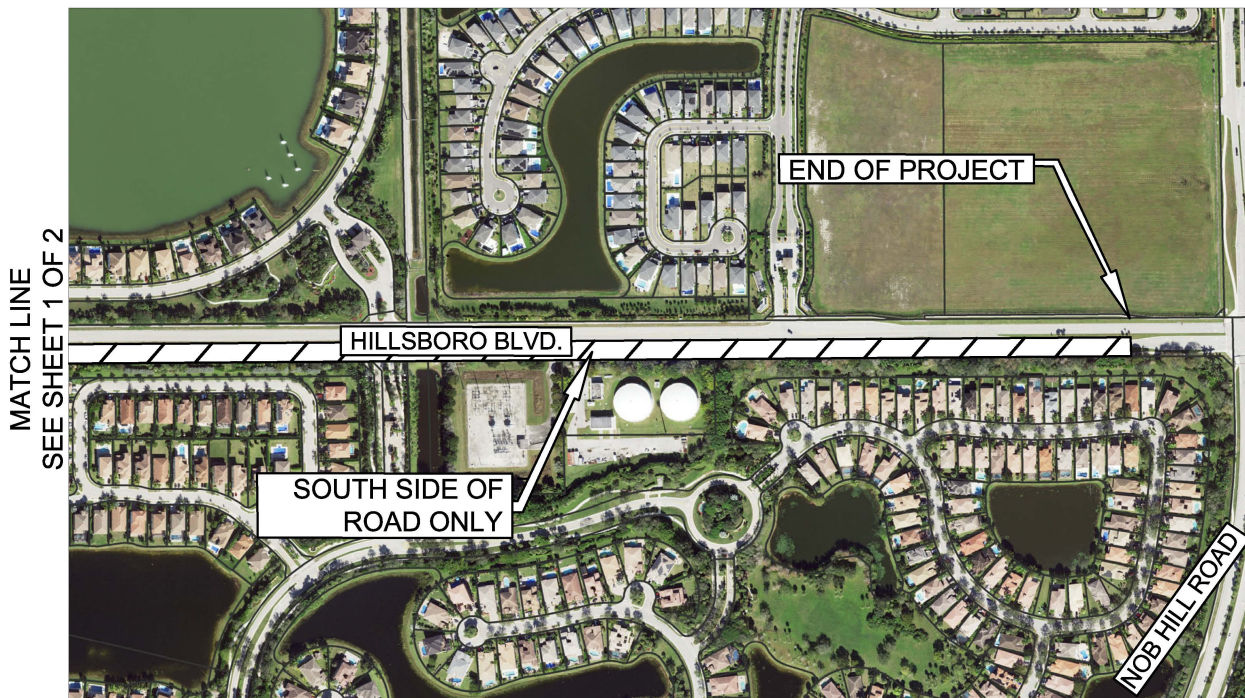 END OF PROJECT
HILLSBORO BLVD.
MATCH LINE
SEE SHEET 1 OF 2
SOUTH SIDE OF
ROAD ONLY
NOB HILL ROAD